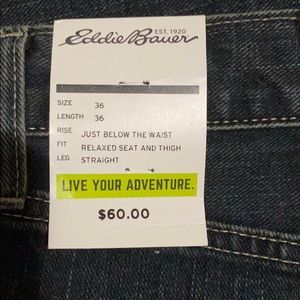 Eddie Bauer
EST. 1920
SIZE 36
LENGTH 36
RISE JUST BELOW THE WAIST
FIT RELAXED SEAT AND THIGH
LEG STRAIGHT
LIVE YOUR ADVENTURE.
$60.00